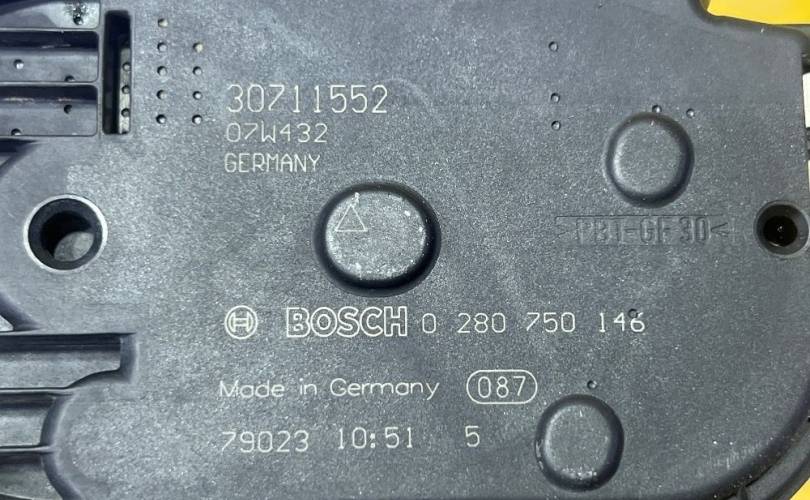 30711552
07W432
GERMANY
>PBT-GF30<
BOSCH 0 280 750 146
Made in Germany 087
79023 10:51 5